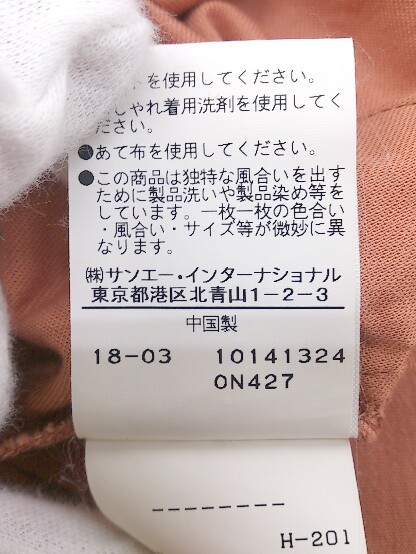 を使用してください。
しゃれ着用洗剤を使用してく
ださい。
●あて布を使用してください。
●この商品は独特な風合いを出す
ために製品洗いや製品染め等を
しています。一枚一枚の色合い
・風合い・サイズ等が微妙に異
なります。
㈱サンエー・インターナショナル
東京都港区北青山1-2-3
中国製
18-03 10141324
ON427
--------
H-201